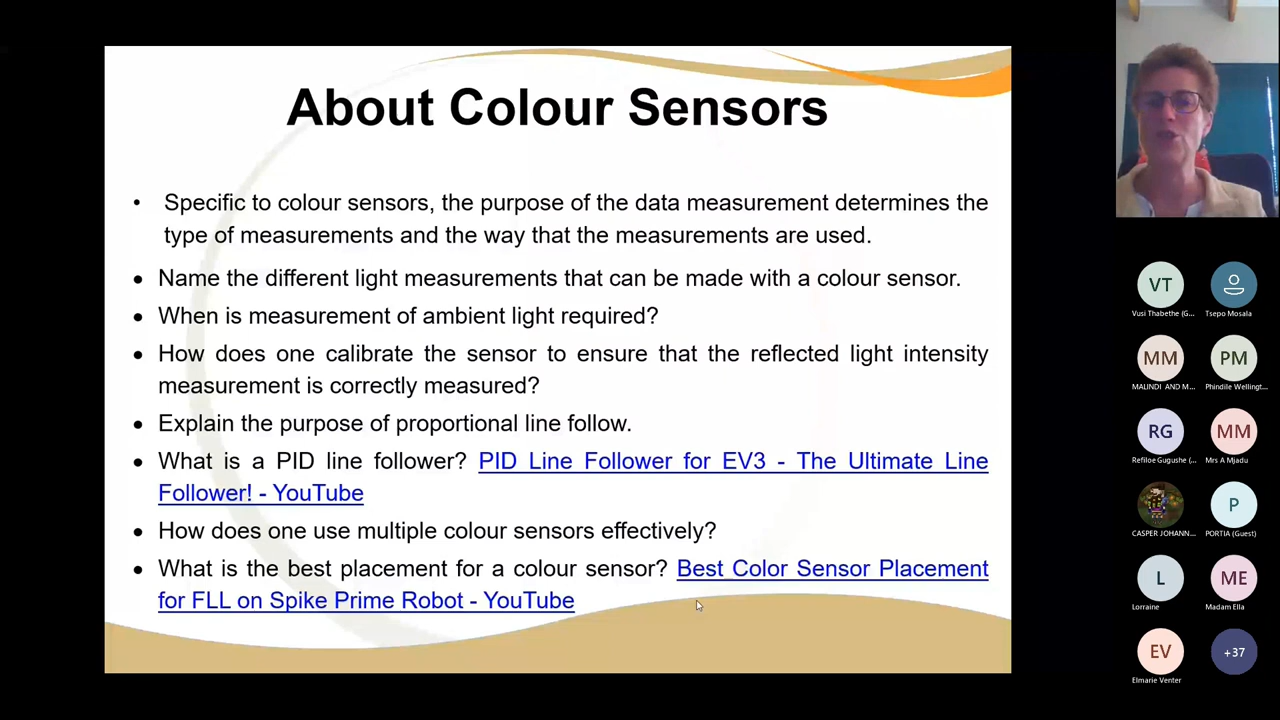 About Colour Sensors
• Specific to colour sensors, the purpose of the data measurement determines the
type of measurements and the way that the measurements are used.
• Name the different light measurements that can be made with a colour sensor.
• When is measurement of ambient light required?
• How does one calibrate the sensor to ensure that the reflected light intensity
measurement is correctly measured?
• Explain the purpose of proportional line follow.
• What is a PID line follower? PID Line Follower for EV3 - The Ultimate Line
Follower! - YouTube
• How does one use multiple colour sensors effectively?
• What is the best placement for a colour sensor? Best Color Sensor Placement
for FLL on Spike Prime Robot - YouTube
VT
Vusi Thabethe (G...
Tsepo Mosala
MM
PM
MALINDI AND M...
Phindile Wellingt...
RG
MM
Refiloe Gugushe (...
Mrs A Mjadu
P
CASPER JOHANN...
PORTIA (Guest)
L
ME
Lorraine
Madam Ella
EV
+37
Elmarie Venter